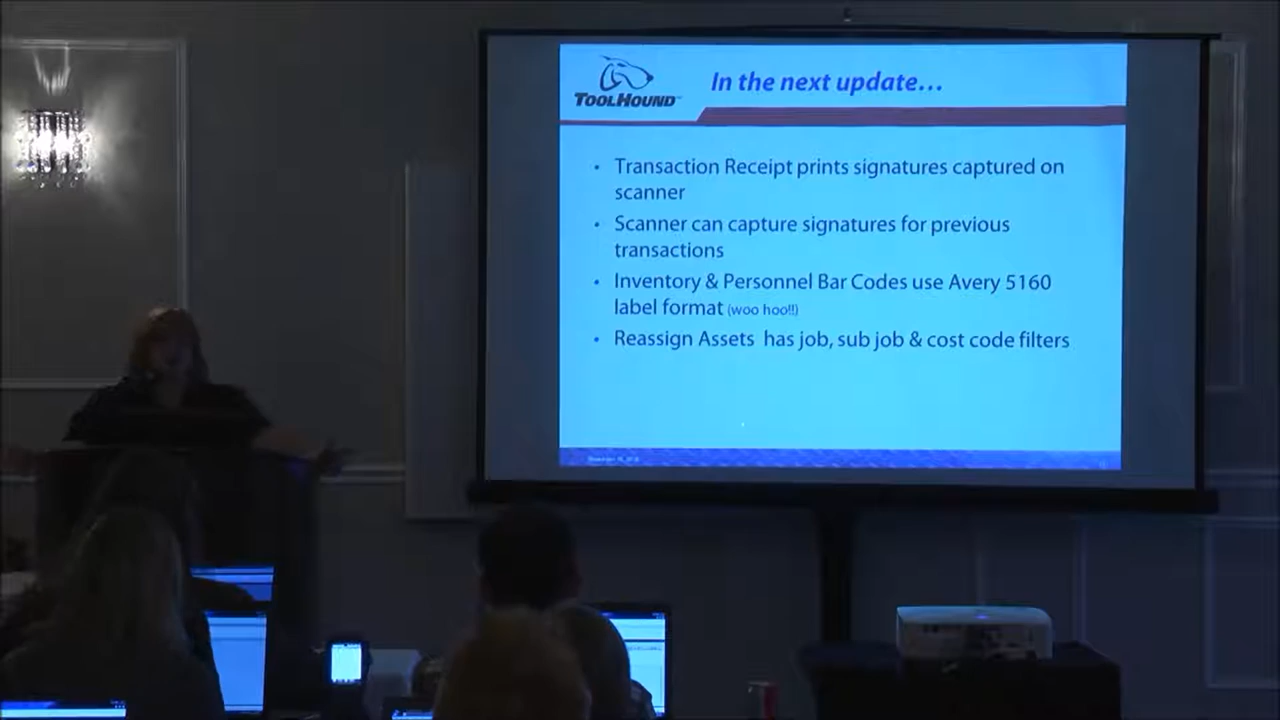 TOOLHOUND
In the next update…
• Transaction Receipt prints signatures captured on
scanner
• Scanner can capture signatures for previous
transactions
• Inventory & Personnel Bar Codes use Avery 5160
label format (woo hoo!!)
• Reassign Assets has job, sub job & cost code filters